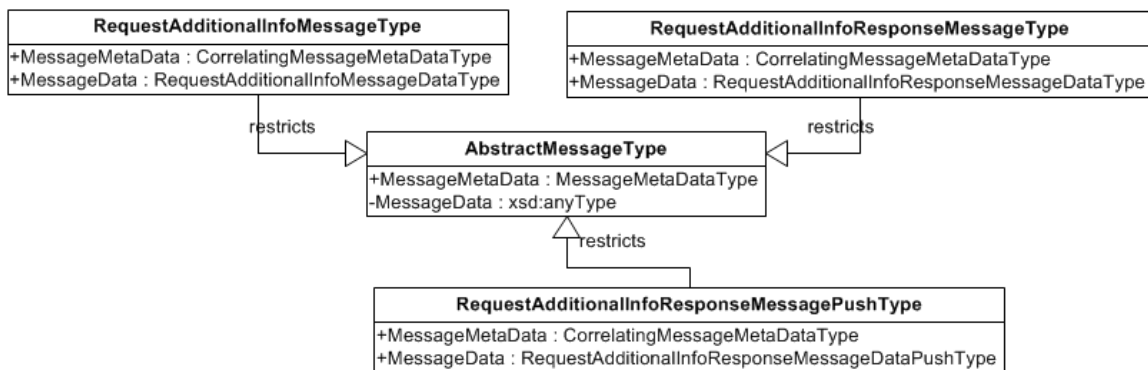 RequestAdditionalInfoMessageType
+MessageMetaData : CorrelatingMessageMetaDataType
+MessageData : RequestAdditionalInfoMessageDataType
RequestAdditionalInfoResponseMessageType
+MessageMetaData : CorrelatingMessageMetaDataType
+MessageData : RequestAdditionalInfoResponseMessageDataType
restricts
restricts
AbstractMessageType
+MessageMetaData : MessageMetaDataType
-MessageData : xsd:anyType
restricts
RequestAdditionalInfoResponseMessagePushType
+MessageMetaData : CorrelatingMessageMetaDataType
+MessageData : RequestAdditionalInfoResponseMessageDataPushType